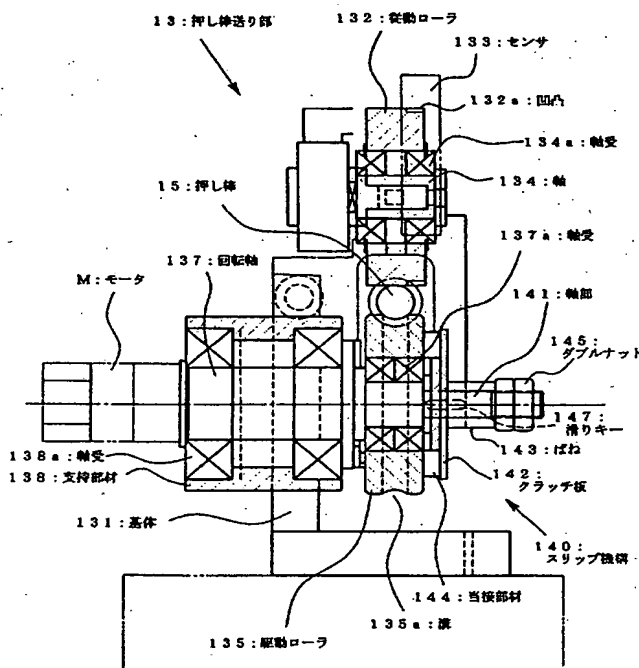 13：押し棒送り部
132：従動ローラ
133：センサ
132a：凹凸
134a：軸受
134：軸
15：押し棒
137a：軸受
137：回転軸
141：軸部
M：モータ
145：
ダブルナット
147：
滑りキー
143：ばね
138a：軸受
138：支持部材
142：
クラッチ板
131：基体
140：
スリップ機構
144：当接部材
135a：溝
135：駆動ローラ